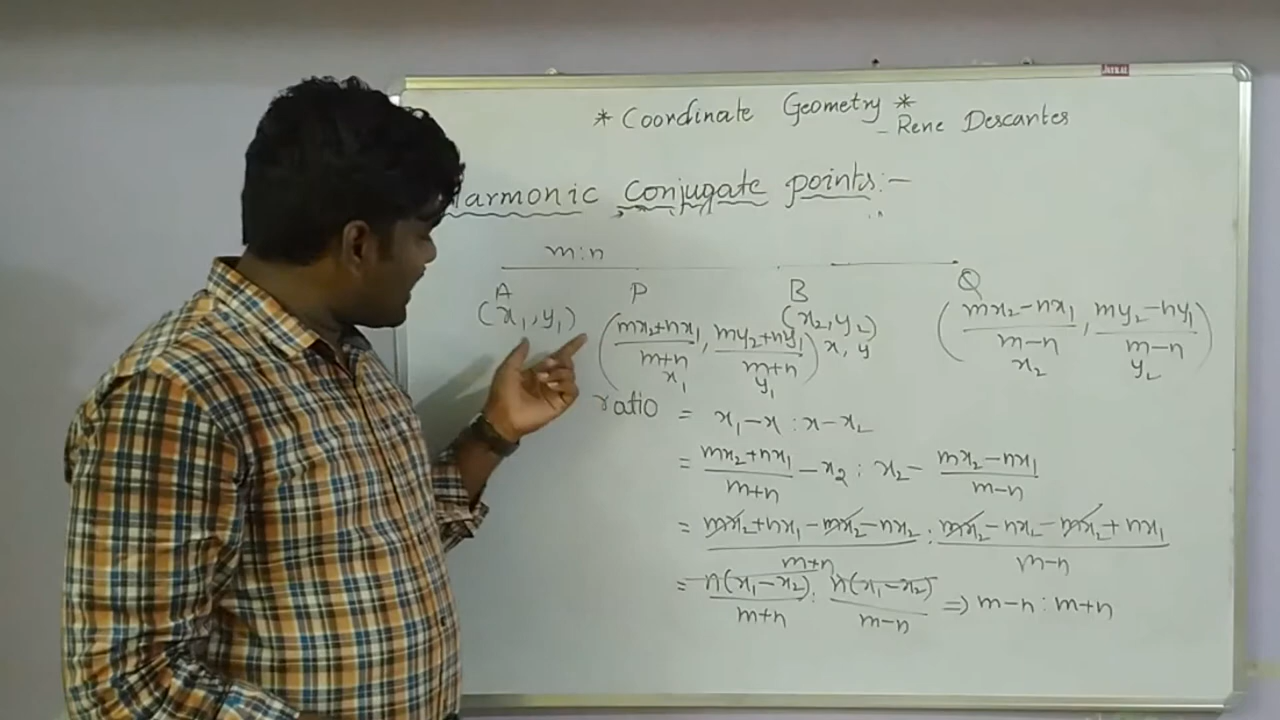 * Coordinate Geometry *
- Rene Descartes
Harmonic Conjugate points:-
m:n
A P B Q
(x₁, y₁) ((mx₂+nx₁)/(m+n), (my₂+ny₁)/(m+n)) (x₂, y₂) ((mx₂-nx₁)/(m-n), (my₂-ny₁)/(m-n))
x₁ y₁ x, y x₂ y₂
ratio = x₁-x : x-x₂
= (mx₂+nx₁)/(m+n) - x₂ : x₂ - (mx₂-nx₁)/(m-n)
= (mx₂+nx₁-mx₂-nx₂)/(m+n) : (mx₂-nx₂-mx₂+nx₁)/(m-n)
= n(x₁-x₂)/(m+n) : n(x₁-x₂)/(m-n) => m-n : m+n